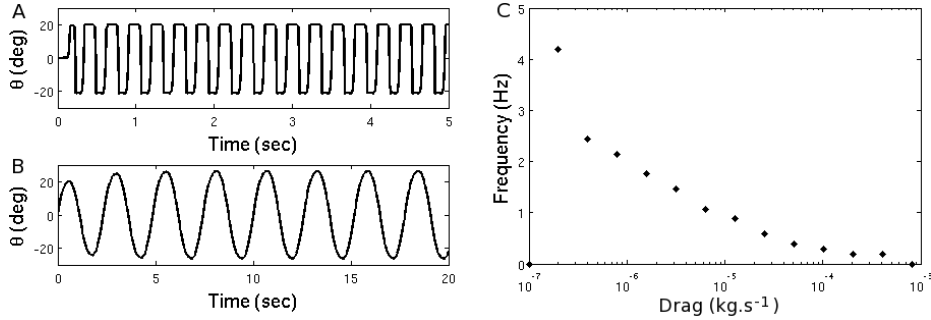 A
θ (deg)
20
0
-20
0 1 2 3 4 5
Time (sec)
B
θ (deg)
20
0
-20
0 5 10 15 20
Time (sec)
C
Frequency (Hz)
5
4
3
2
1
0
10⁻⁷ 10⁻⁶ 10⁻⁵ 10⁻⁴ 10⁻³
Drag (kg.s⁻¹)